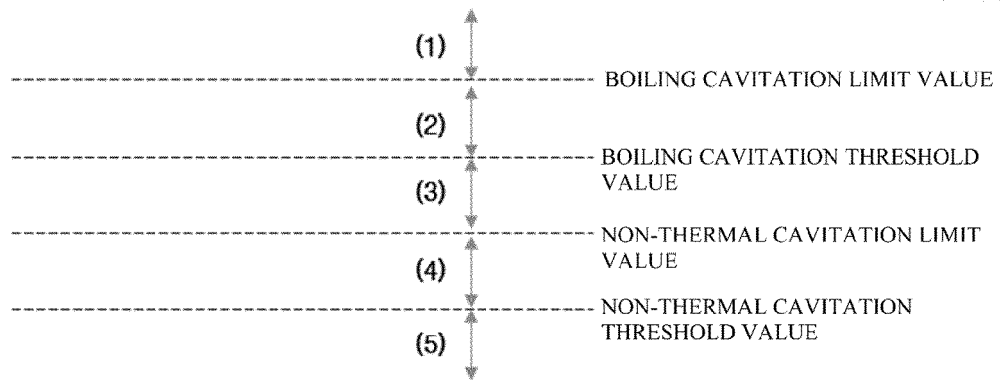 (1)
BOILING CAVITATION LIMIT VALUE
(2)
BOILING CAVITATION THRESHOLD
VALUE
(3)
NON-THERMAL CAVITATION LIMIT
VALUE
(4)
NON-THERMAL CAVITATION
THRESHOLD VALUE
(5)